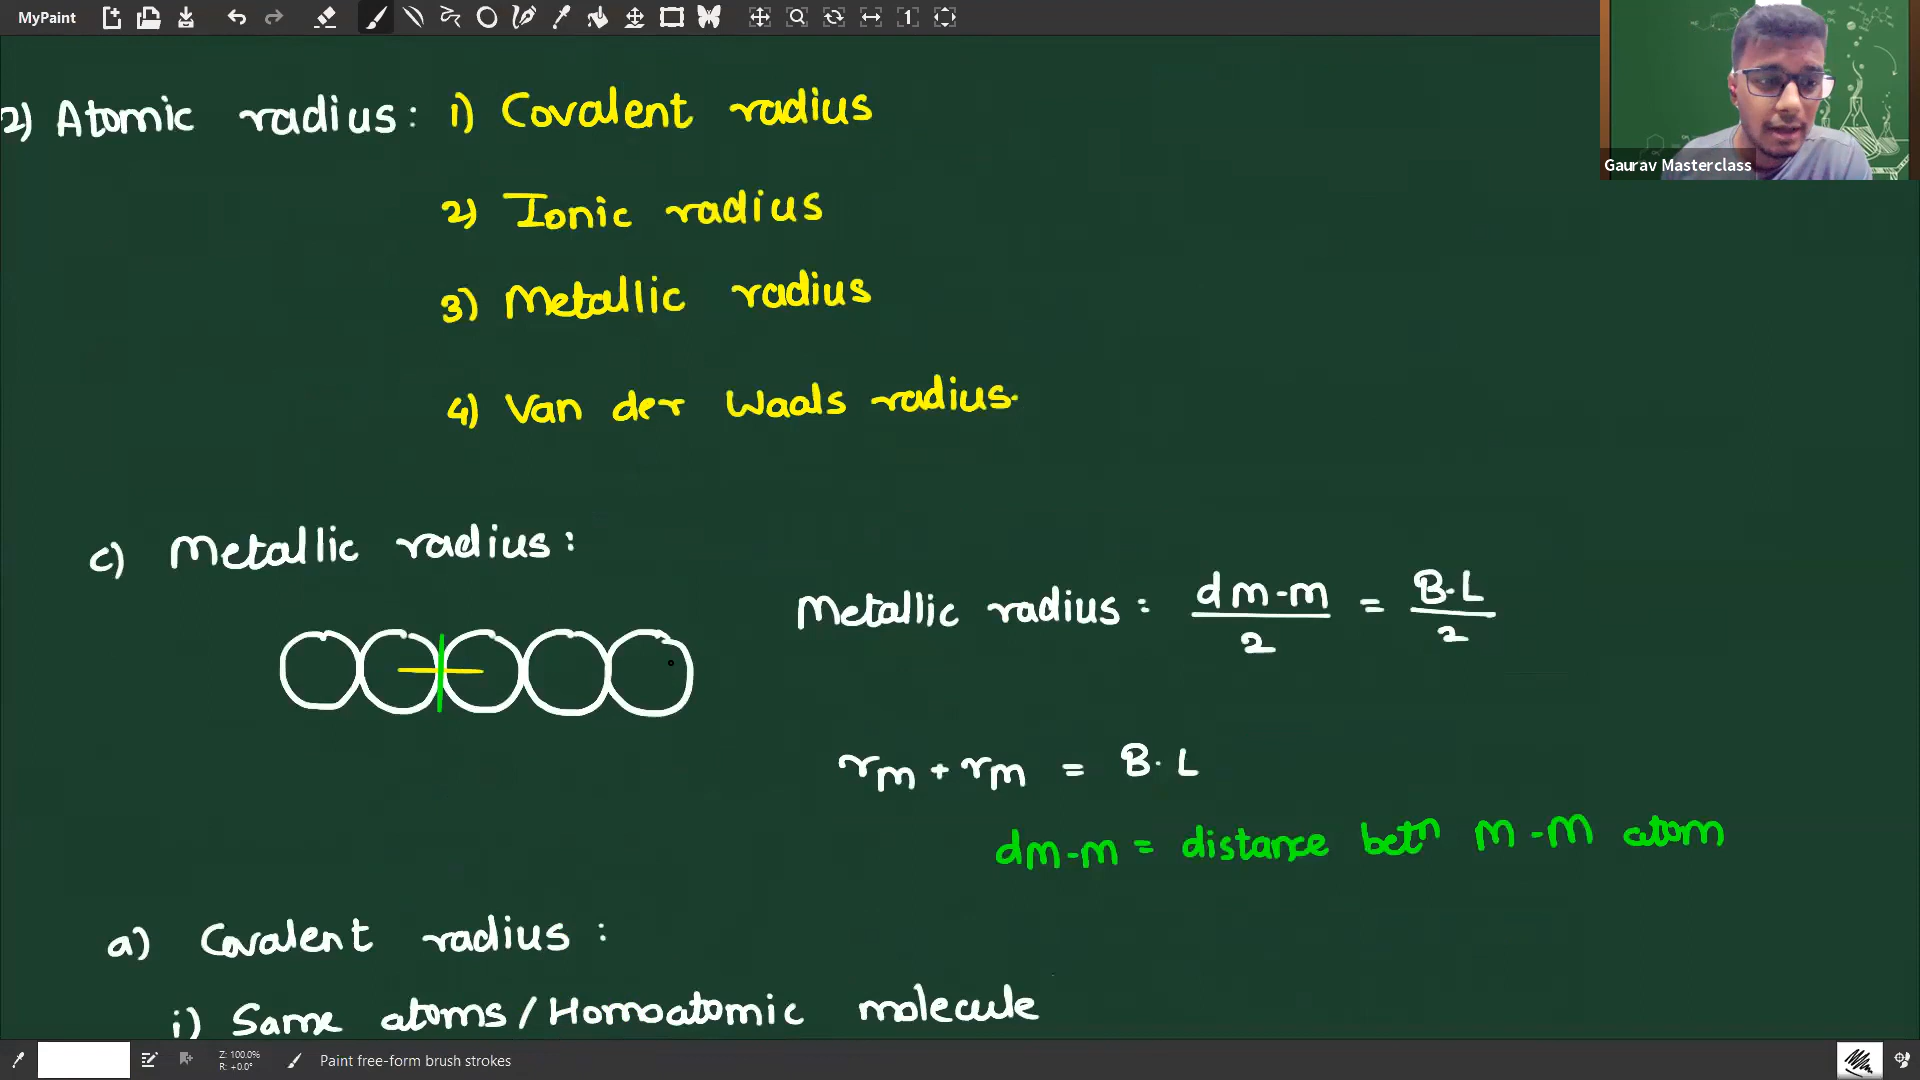 MyPaint
2) Atomic radius: 1) Covalent radius
2) Ionic radius
3) Metallic radius
4) Van der Waals radius.
Gaurav Masterclass
c) Metallic radius:
Metallic radius: dm-m / 2 = B.L / 2
rm + rm = B.L
dm-m = distance betn M-M atom
a) Covalent radius:
i) Same atoms/Homoatomic molecule
Z: 100.0%
R: +0.0°
Paint free-form brush strokes